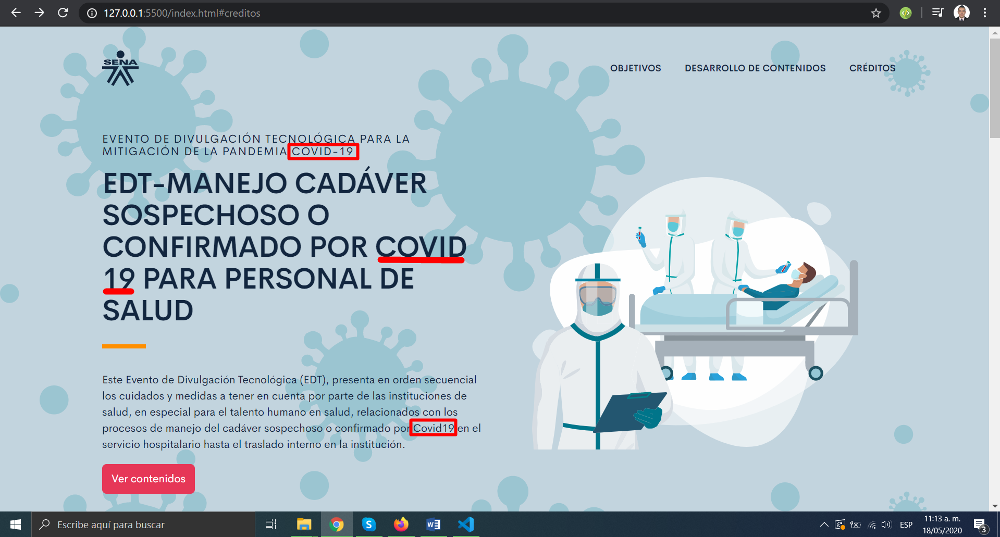 127.0.0.1:5500/index.html#creditos
SENA
OBJETIVOS DESARROLLO DE CONTENIDOS CRÉDITOS
EVENTO DE DIVULGACIÓN TECNOLÓGICA PARA LA
MITIGACIÓN DE LA PANDEMIA COVID-19
EDT-MANEJO CADÁVER
SOSPECHOSO O
CONFIRMADO POR COVID
19 PARA PERSONAL DE
SALUD
Este Evento de Divulgación Tecnológica (EDT), presenta en orden secuencial
los cuidados y medidas a tener en cuenta por parte de las instituciones de
salud, en especial para el talento humano en salud, relacionados con los
procesos de manejo del cadáver sospechoso o confirmado por Covid19 en el
servicio hospitalario hasta el traslado interno en la institución.
Ver contenidos
Escribe aquí para buscar
ESP
11:13 a. m.
18/05/2020
3